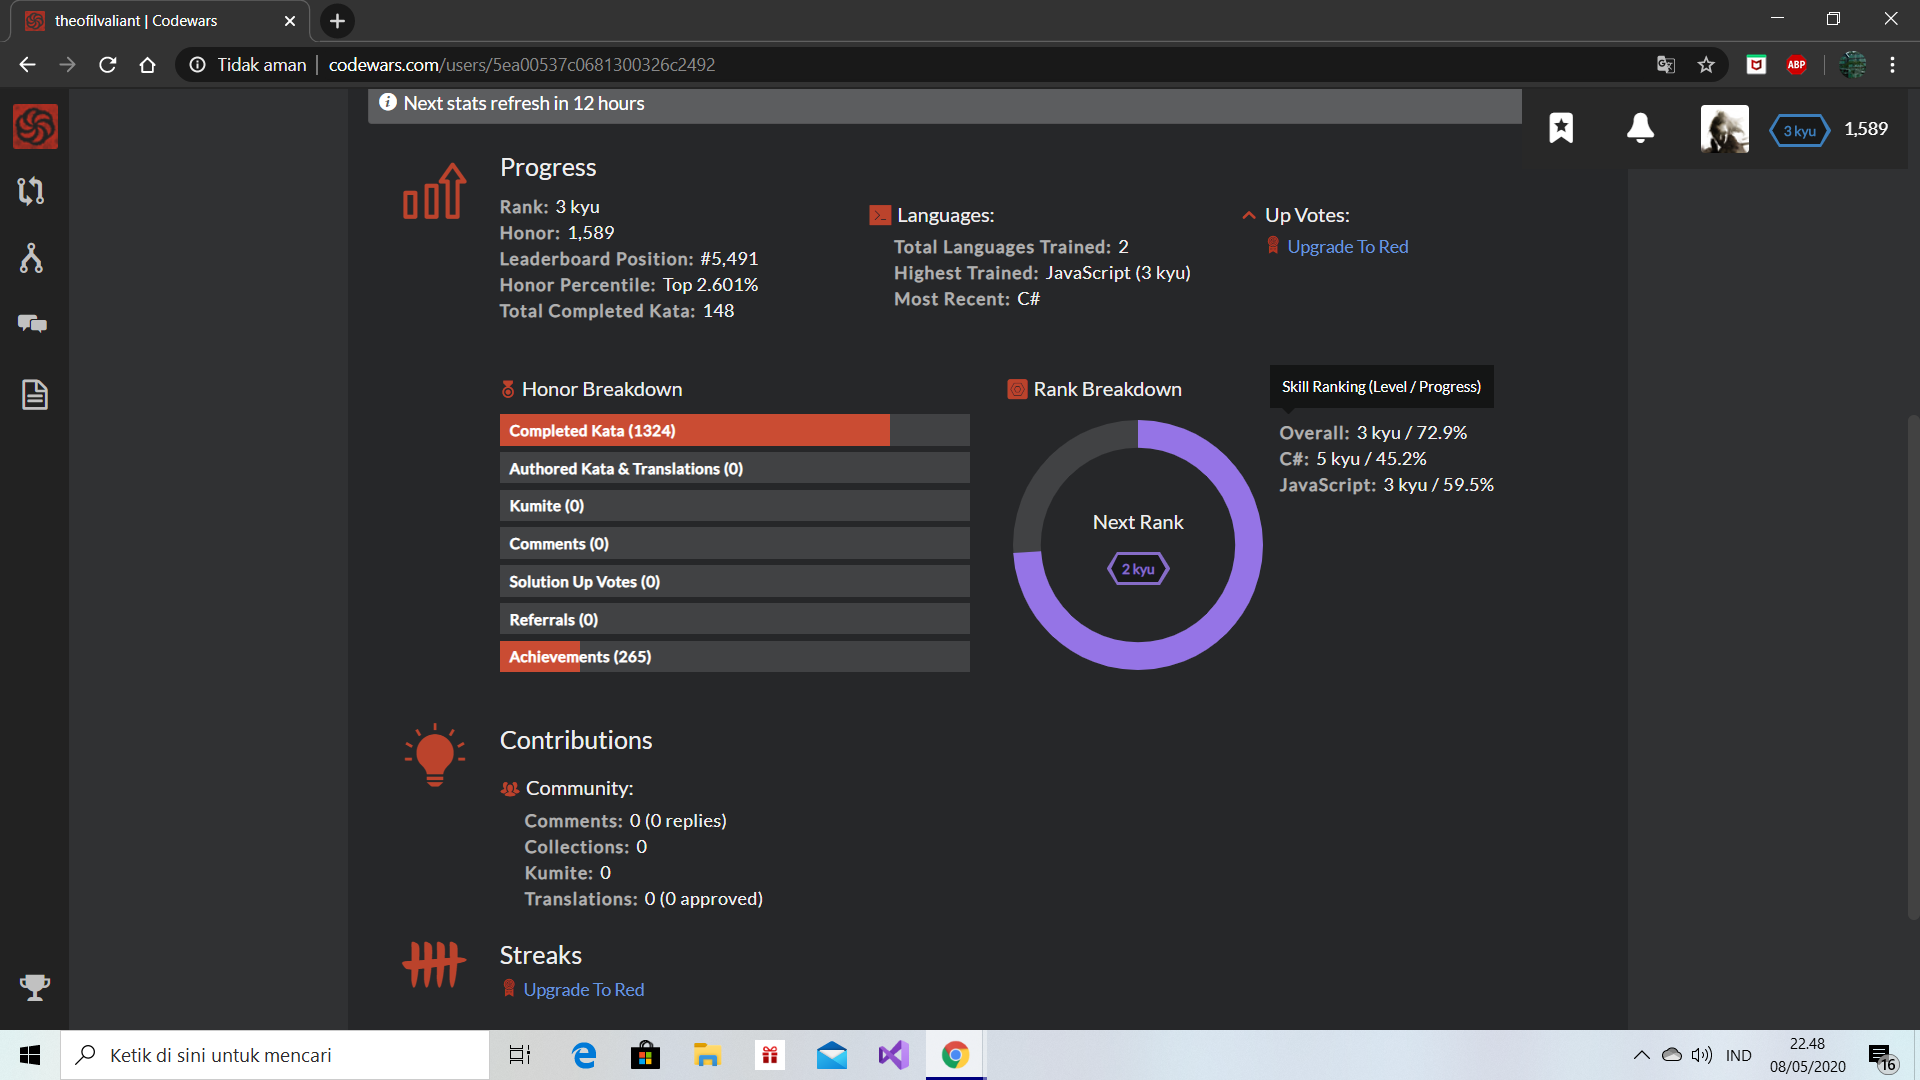 theofilvaliant | Codewars
Tidak aman | codewars.com/users/5ea00537c0681300326c2492
ABP
Next stats refresh in 12 hours
3 kyu 1,589
Progress
Rank: 3 kyu
Honor: 1,589
Leaderboard Position: #5,491
Honor Percentile: Top 2.601%
Total Completed Kata: 148
Languages:
Total Languages Trained: 2
Highest Trained: JavaScript (3 kyu)
Most Recent: C#
Up Votes:
Upgrade To Red
Honor Breakdown
Completed Kata (1324)
Authored Kata & Translations (0)
Kumite (0)
Comments (0)
Solution Up Votes (0)
Referrals (0)
Achievements (265)
Rank Breakdown
Next Rank
2 kyu
Skill Ranking (Level / Progress)
Overall: 3 kyu / 72.9%
C#: 5 kyu / 45.2%
JavaScript: 3 kyu / 59.5%
Contributions
Community:
Comments: 0 (0 replies)
Collections: 0
Kumite: 0
Translations: 0 (0 approved)
Streaks
Upgrade To Red
Ketik di sini untuk mencari
IND
22.48
08/05/2020
16